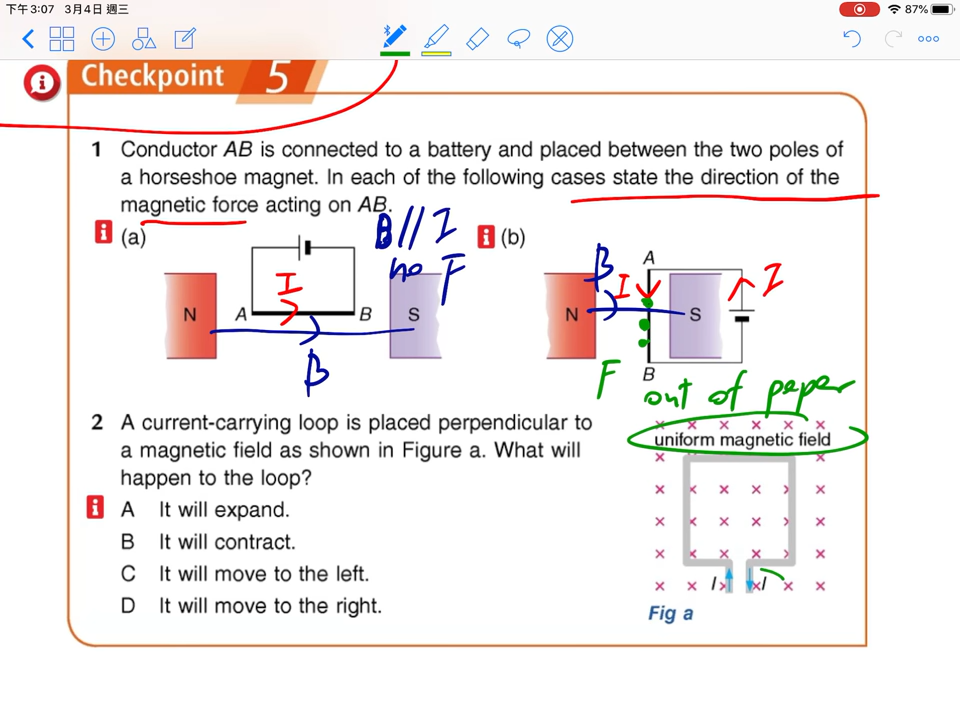 下午3:07 3月4日 週三
87%
Checkpoint 5
1 Conductor AB is connected to a battery and placed between the two poles of
a horseshoe magnet. In each of the following cases state the direction of the
magnetic force acting on AB.
i (a)
B // I
no F
I
N A B S
B
i (b)
A
B I I
N S
B
F out of paper
2 A current-carrying loop is placed perpendicular to
a magnetic field as shown in Figure a. What will
happen to the loop?
i A It will expand.
B It will contract.
C It will move to the left.
D It will move to the right.
uniform magnetic field
I I
Fig a